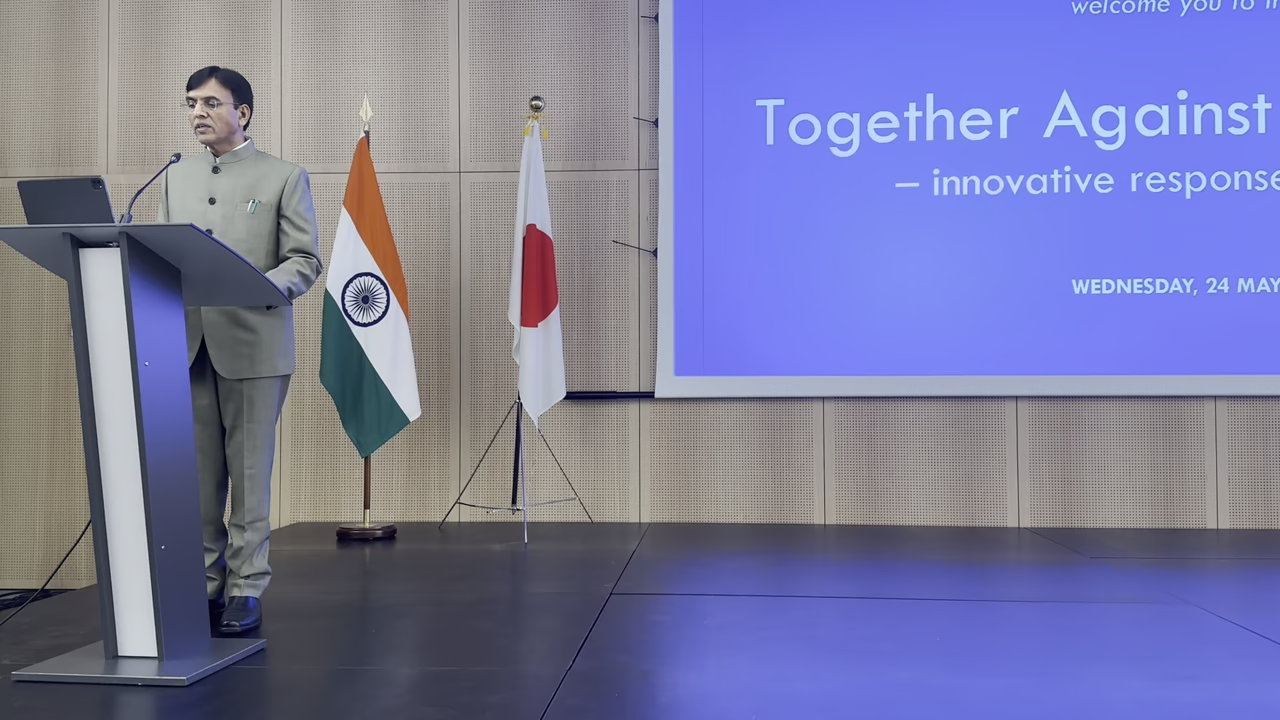 welcome you to
Together Against
– innovative response
WEDNESDAY, 24 MAY